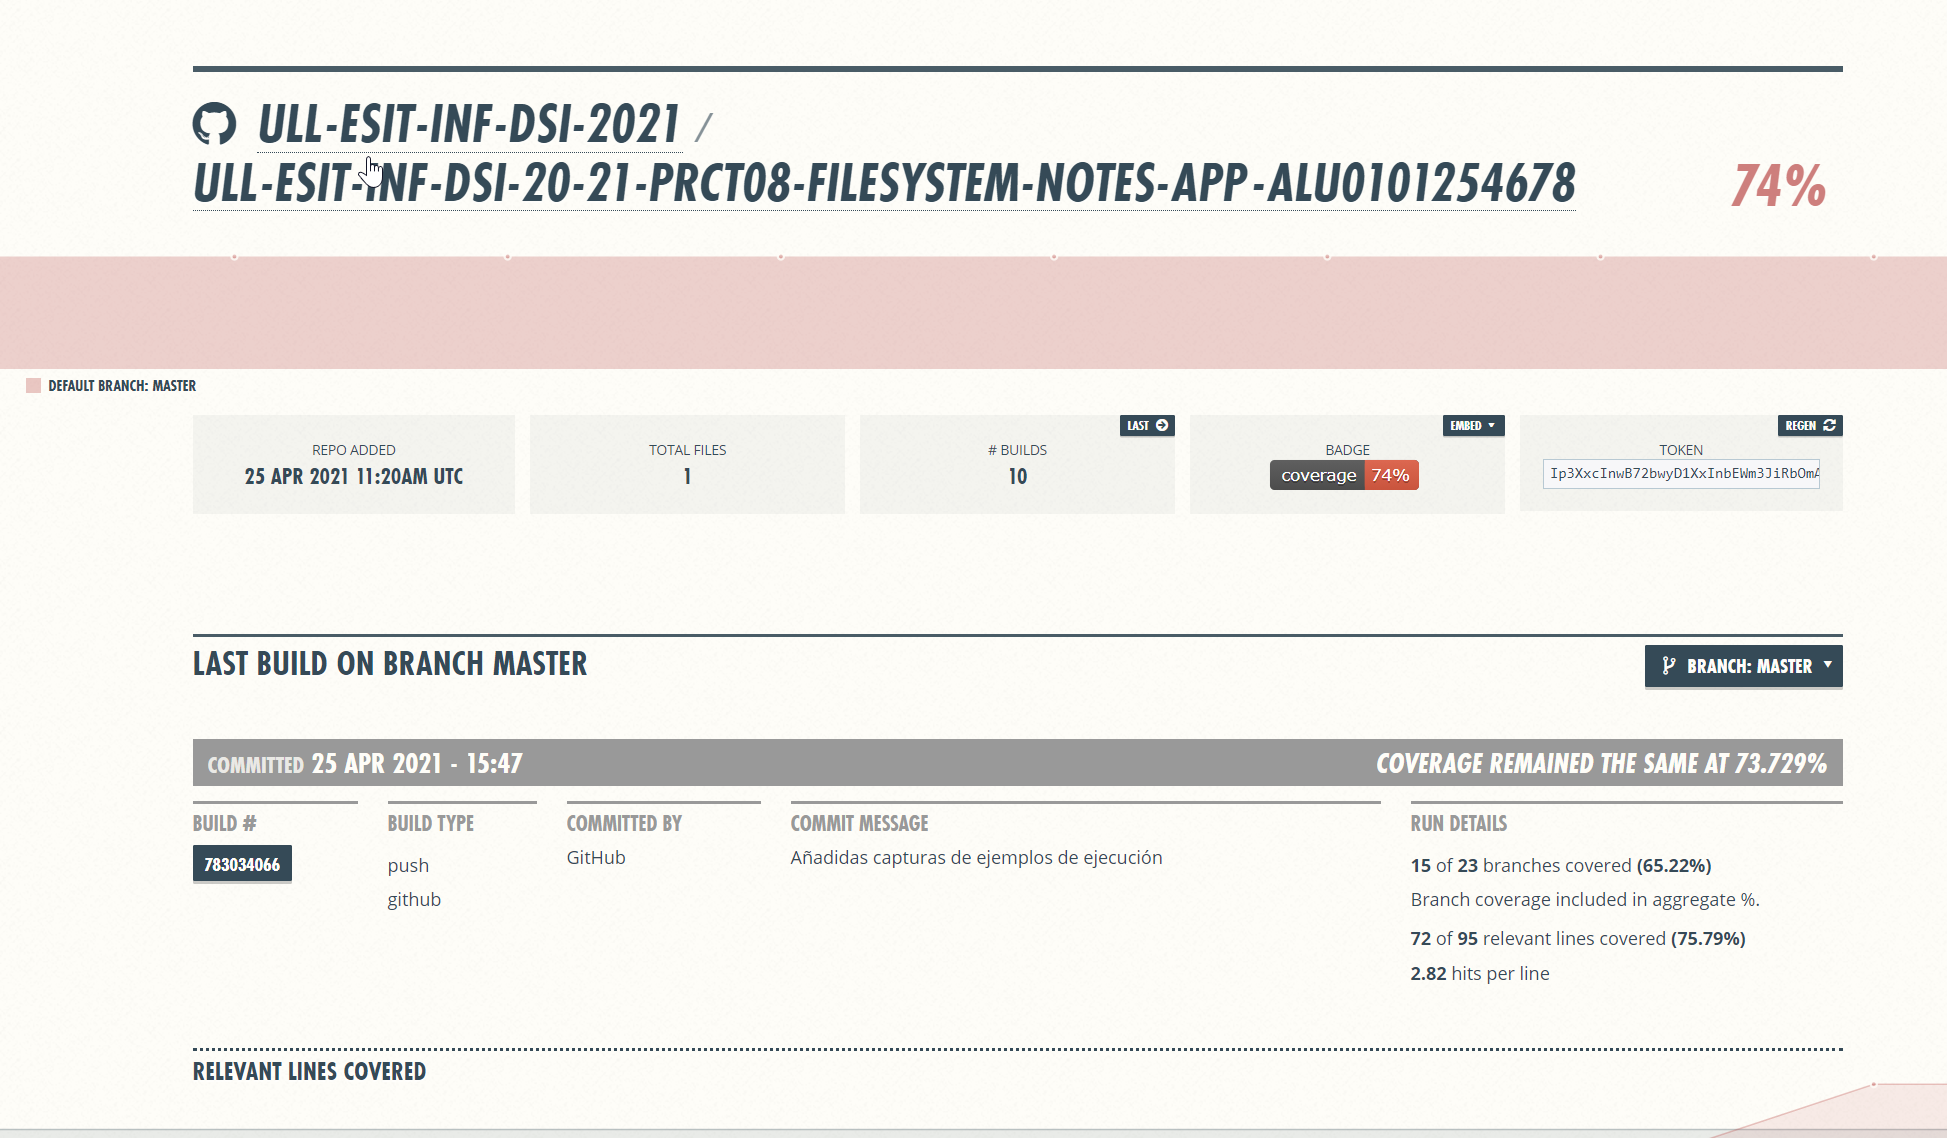 ULL-ESIT-INF-DSI-2021 /
ULL-ESIT-INF-DSI-20-21-PRCT08-FILESYSTEM-NOTES-APP-ALU0101254678
74%
DEFAULT BRANCH: MASTER
REPO ADDED
25 APR 2021 11:20AM UTC
TOTAL FILES
1
LAST
# BUILDS
10
EMBED
BADGE
coverage 74%
REGEN
TOKEN
Ip3XxcInwB72bwyD1XxInbEWm3JiRbOmA
LAST BUILD ON BRANCH MASTER
BRANCH: MASTER
COMMITTED 25 APR 2021 - 15:47
COVERAGE REMAINED THE SAME AT 73.729%
BUILD #
783034066
BUILD TYPE
push
github
COMMITTED BY
GitHub
COMMIT MESSAGE
Añadidas capturas de ejemplos de ejecución
RUN DETAILS
15 of 23 branches covered (65.22%)
Branch coverage included in aggregate %.
72 of 95 relevant lines covered (75.79%)
2.82 hits per line
RELEVANT LINES COVERED